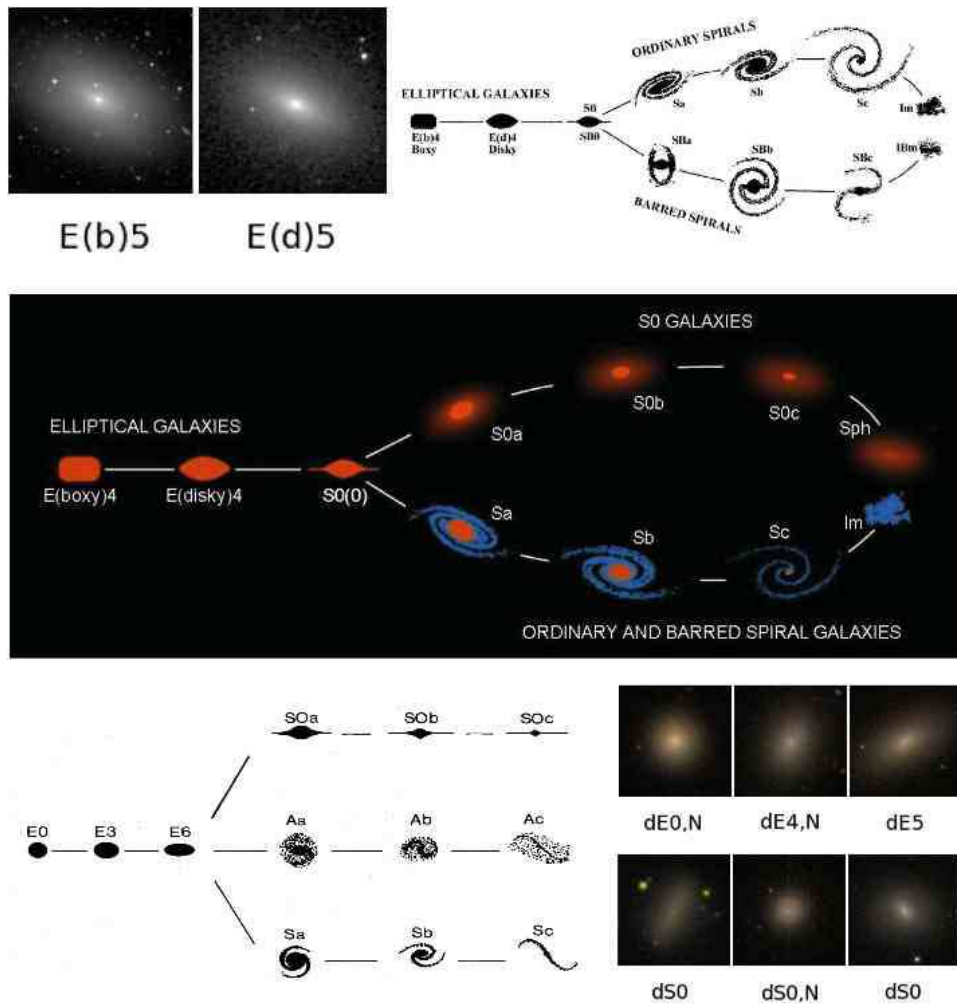 E(b)5 E(d)5
ORDINARY SPIRALS
ELLIPTICAL GALAXIES
E(b)4
Boxy
E(d)4
Disky
S0
SB0
Sa
Sb
Sc
Im
SBa
SBb
SBc
IBm
BARRED SPIRALS
S0 GALAXIES
ELLIPTICAL GALAXIES
S0a
S0b
S0c
Sph
E(boxy)4 E(disky)4 S0(0)
Sa
Sb
Sc
Im
ORDINARY AND BARRED SPIRAL GALAXIES
SOa SOb SOc
E0 E3 E6
Aa Ab Ac
Sa Sb Sc
dE0,N dE4,N dE5
dS0 dS0,N dS0